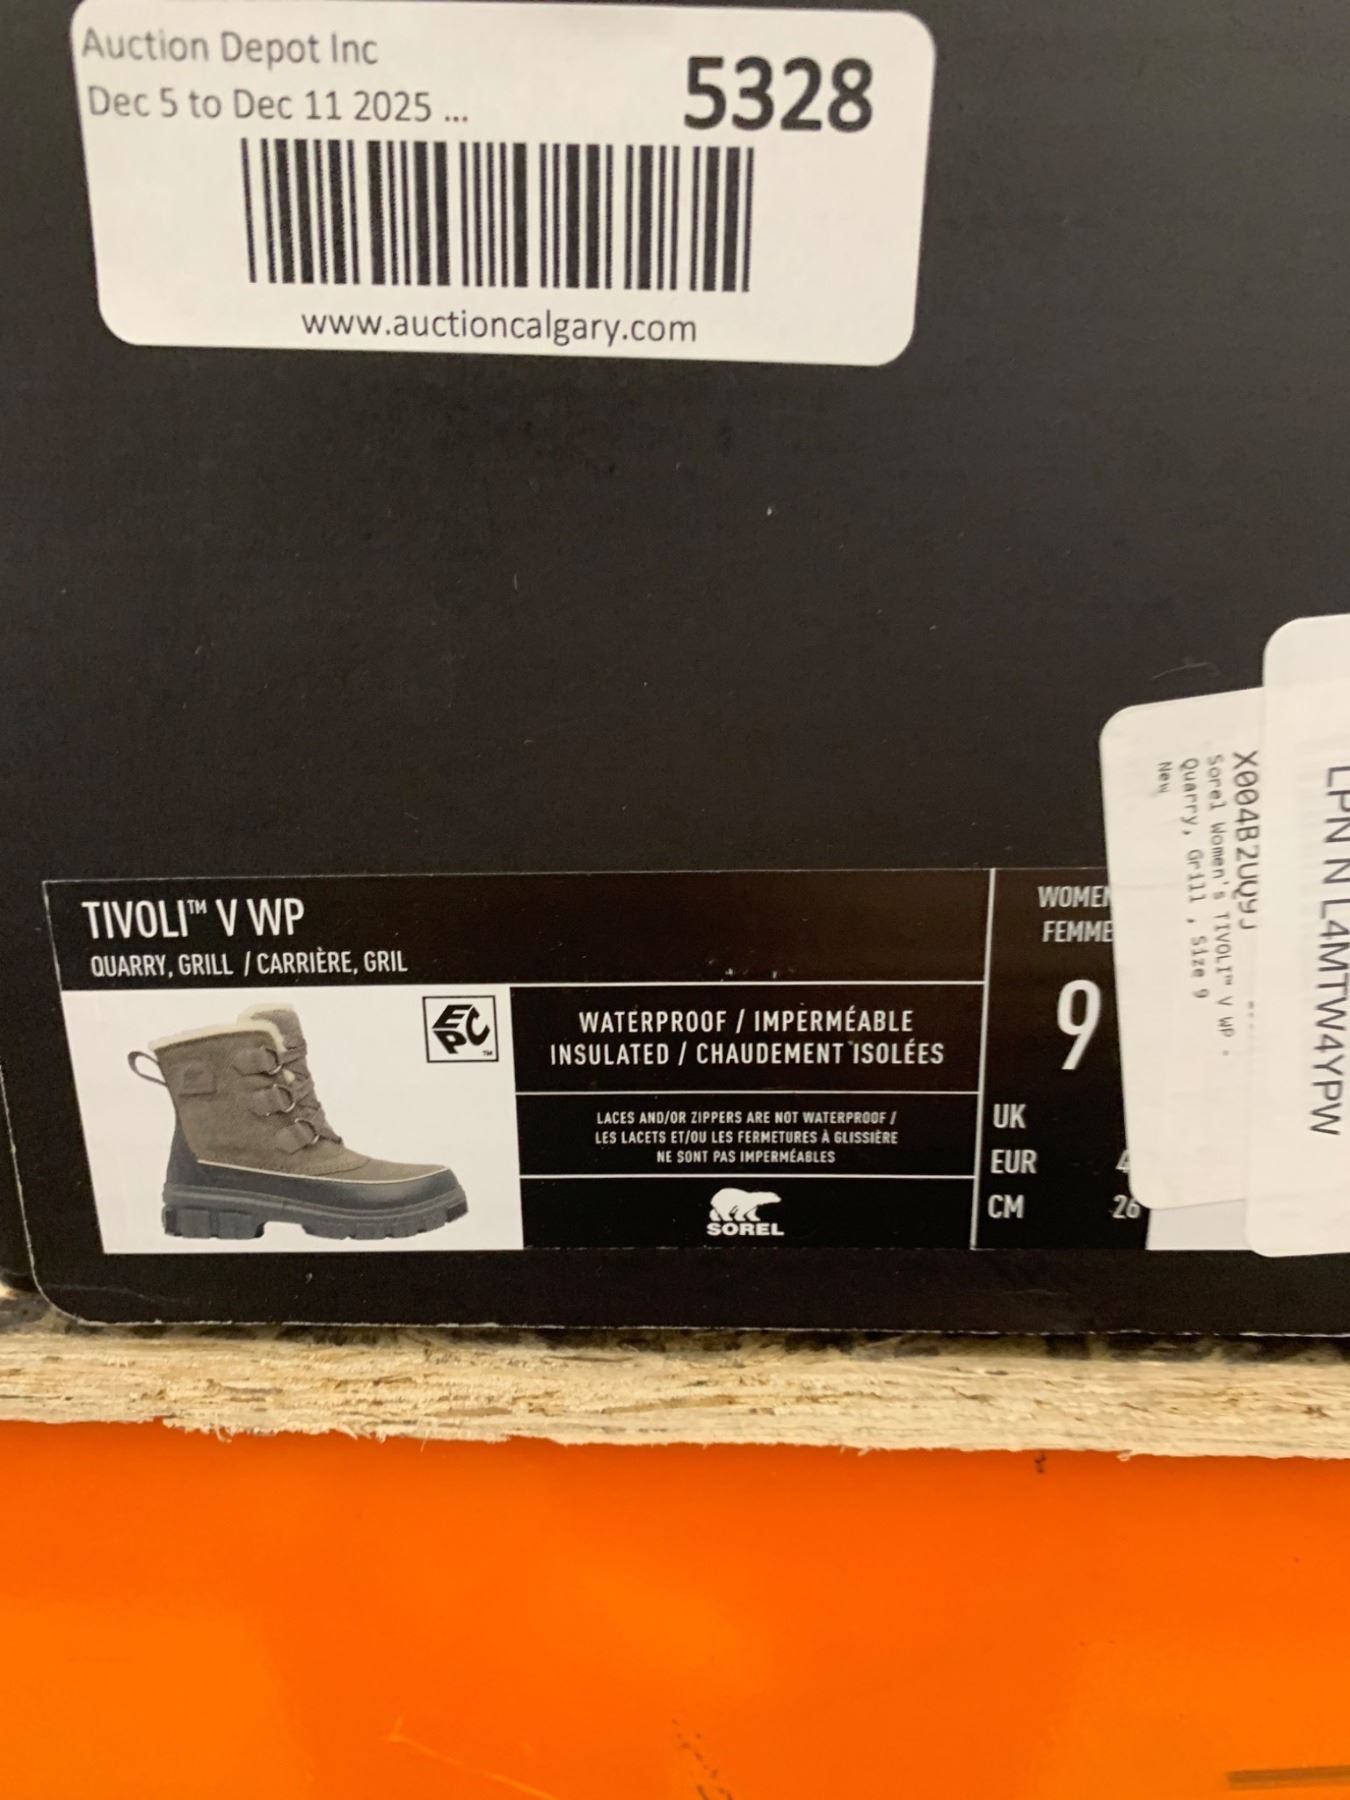 Auction Depot Inc
Dec 5 to Dec 11 2025 ...
5328
www.auctioncalgary.com
TIVOLI™ V WP
QUARRY, GRILL / CARRIÈRE, GRIL
EPC™
WATERPROOF / IMPERMÉABLE
INSULATED / CHAUDEMENT ISOLÉES
LACES AND/OR ZIPPERS ARE NOT WATERPROOF /
LES LACETS ET/OU LES FERMETURES À GLISSIÈRE
NE SONT PAS IMPERMÉABLES
SOREL
FEMME
9
UK
EUR
CM
26
X004B2UQ9J
Sorel Women's TIVOLI™ V WP -
Quarry, Grill , Size 9
New
LPN N L4MTW4YPW